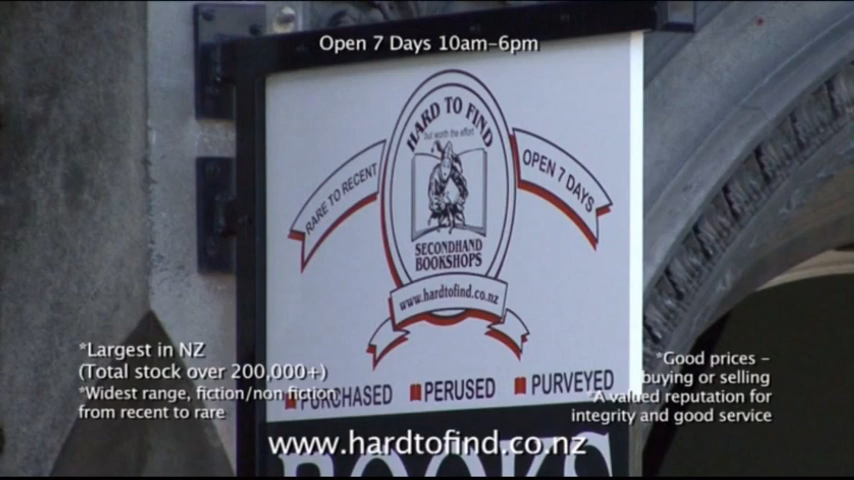 Open 7 Days 10am-6pm
HARD TO FIND
but worth the effort
RARE TO RECENT
OPEN 7 DAYS
SECONDHAND
BOOKSHOPS
www.hardtofind.co.nz
PURCHASED PERUSED PURVEYED
*Largest in NZ
(Total stock over 200,000+)
*Widest range, fiction/non fiction
from recent to rare
*Good prices -
buying or selling
*A valued reputation for
integrity and good service
www.hardtofind.co.nz
BOOKS